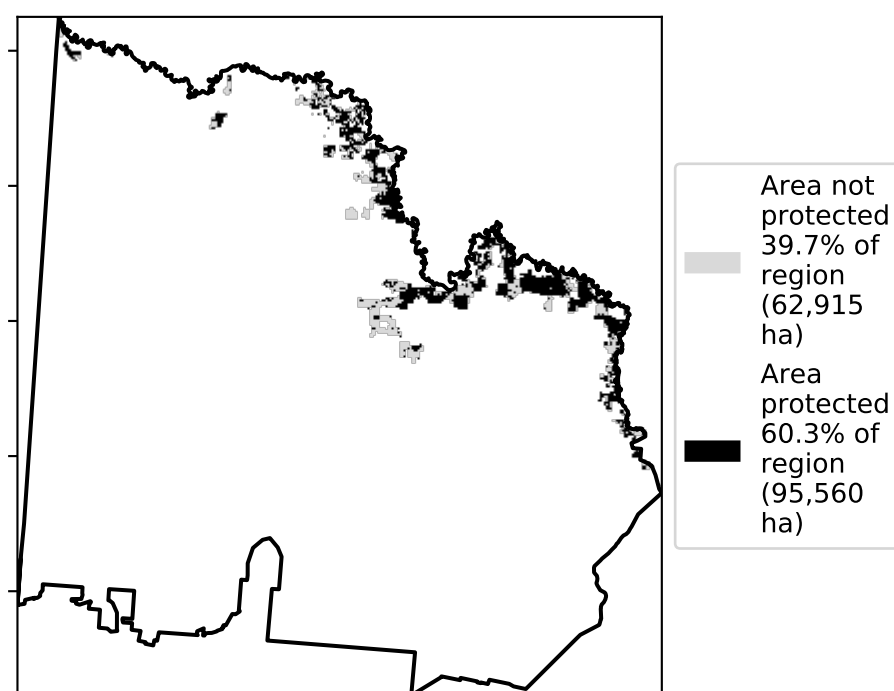 Area not
protected
39.7% of
region
(62,915
ha)
Area
protected
60.3% of
region
(95,560
ha)